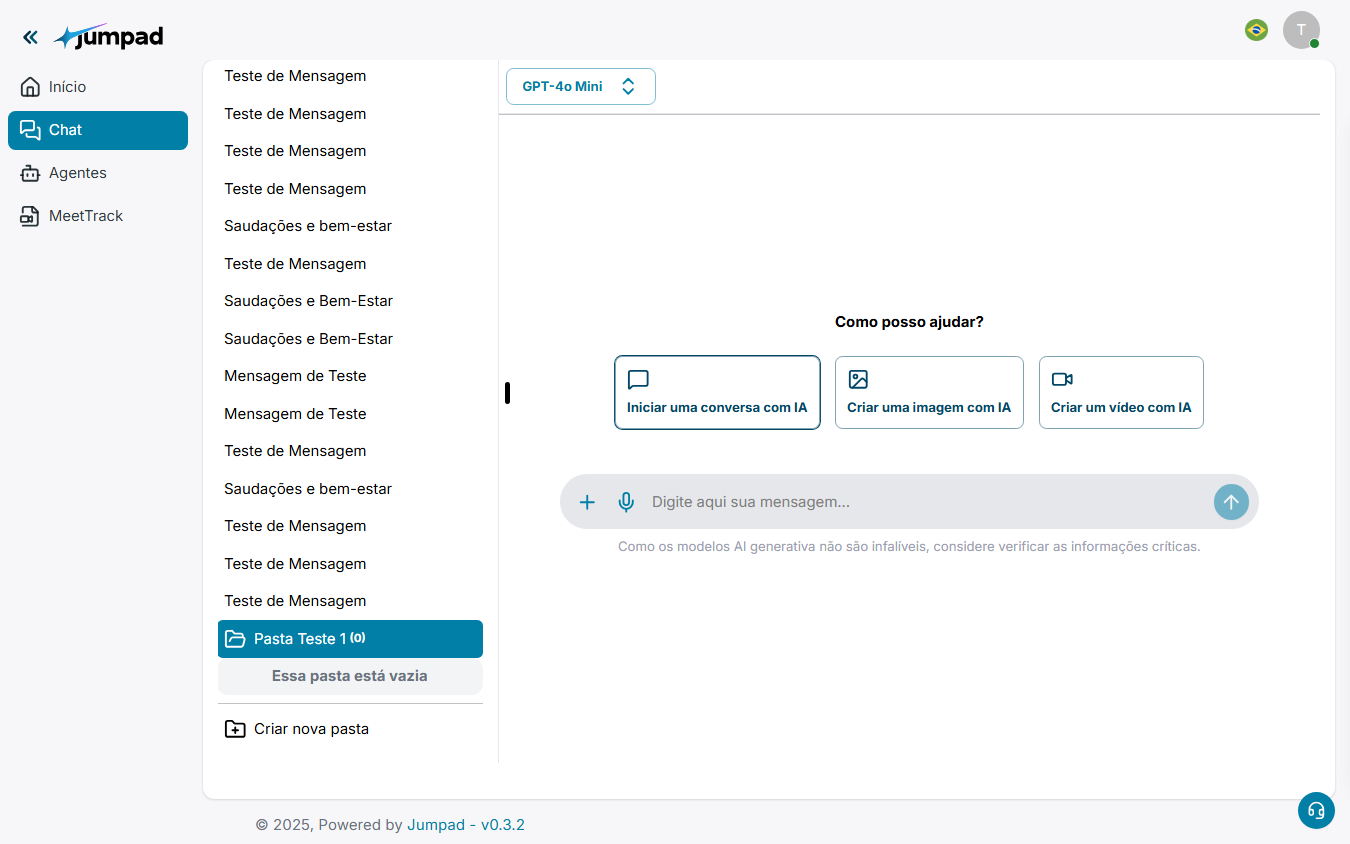 jumpad
T
Início
Chat
Agentes
MeetTrack
Teste de Mensagem
Teste de Mensagem
Teste de Mensagem
Teste de Mensagem
Saudações e bem-estar
Teste de Mensagem
Saudações e Bem-Estar
Saudações e Bem-Estar
Mensagem de Teste
Mensagem de Teste
Teste de Mensagem
Saudações e bem-estar
Teste de Mensagem
Teste de Mensagem
Teste de Mensagem
Pasta Teste 1 (0)
Essa pasta está vazia
Criar nova pasta
GPT-4o Mini
Como posso ajudar?
Iniciar uma conversa com IA
Criar uma imagem com IA
Criar um vídeo com IA
Digite aqui sua mensagem...
Como os modelos AI generativa não são infalíveis, considere verificar as informações críticas.
© 2025, Powered by Jumpad - v0.3.2